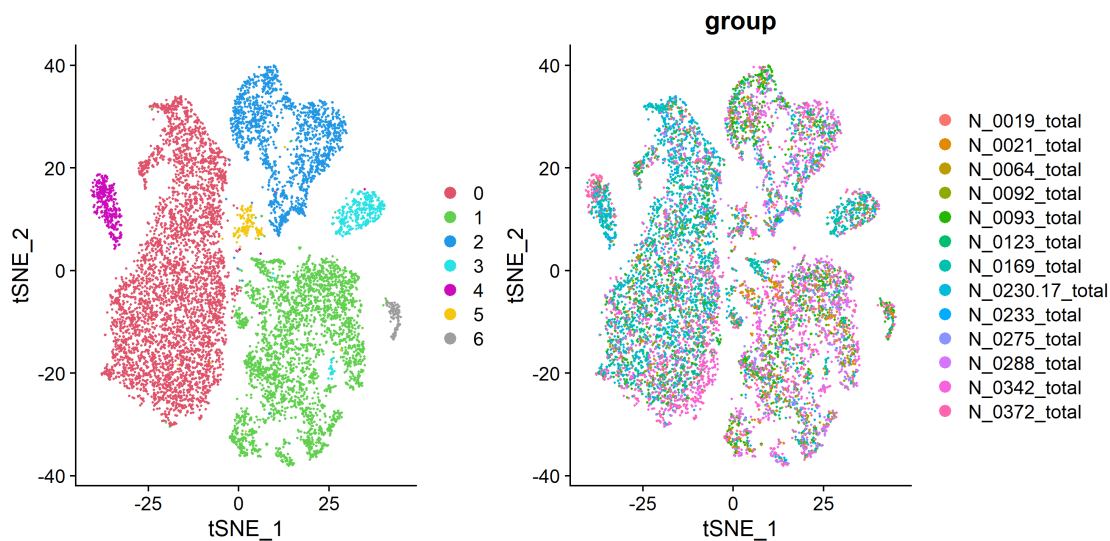 group
40
20
0
-20
-40
tSNE_2
-25
0
25
tSNE_1
0
1
2
3
4
5
6
40
20
0
-20
-40
tSNE_2
-25
0
25
tSNE_1
N_0019_total
N_0021_total
N_0064_total
N_0092_total
N_0093_total
N_0123_total
N_0169_total
N_0230.17_total
N_0233_total
N_0275_total
N_0288_total
N_0342_total
N_0372_total